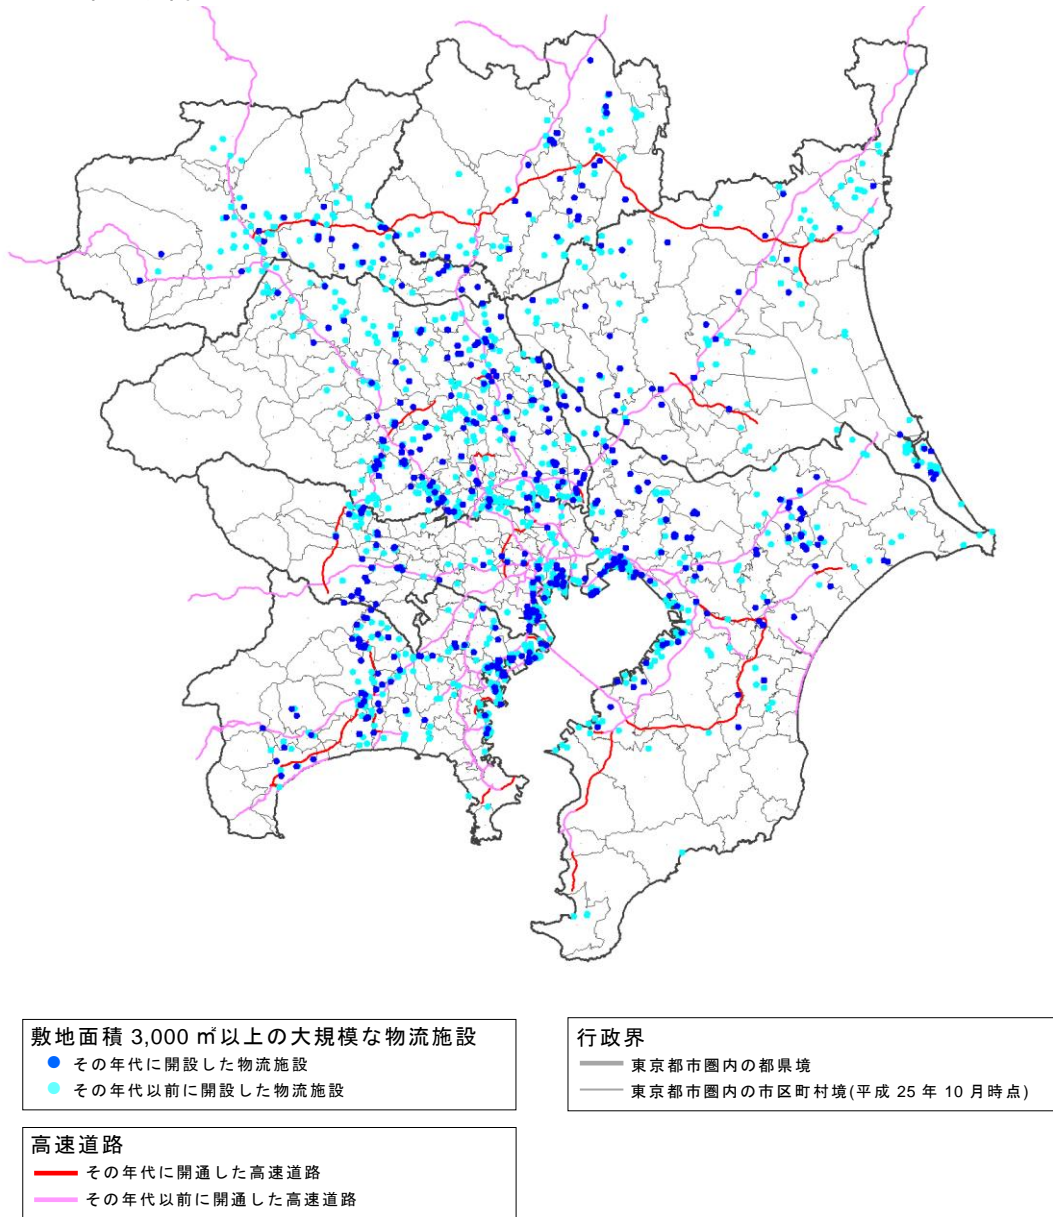 敷地面積 3,000 ㎡以上の大規模な物流施設
その年代に開設した物流施設
その年代以前に開設した物流施設
高速道路
その年代に開通した高速道路
その年代以前に開通した高速道路
行政界
東京都市圏内の都県境
東京都市圏内の市区町村境(平成 25 年 10 月時点)